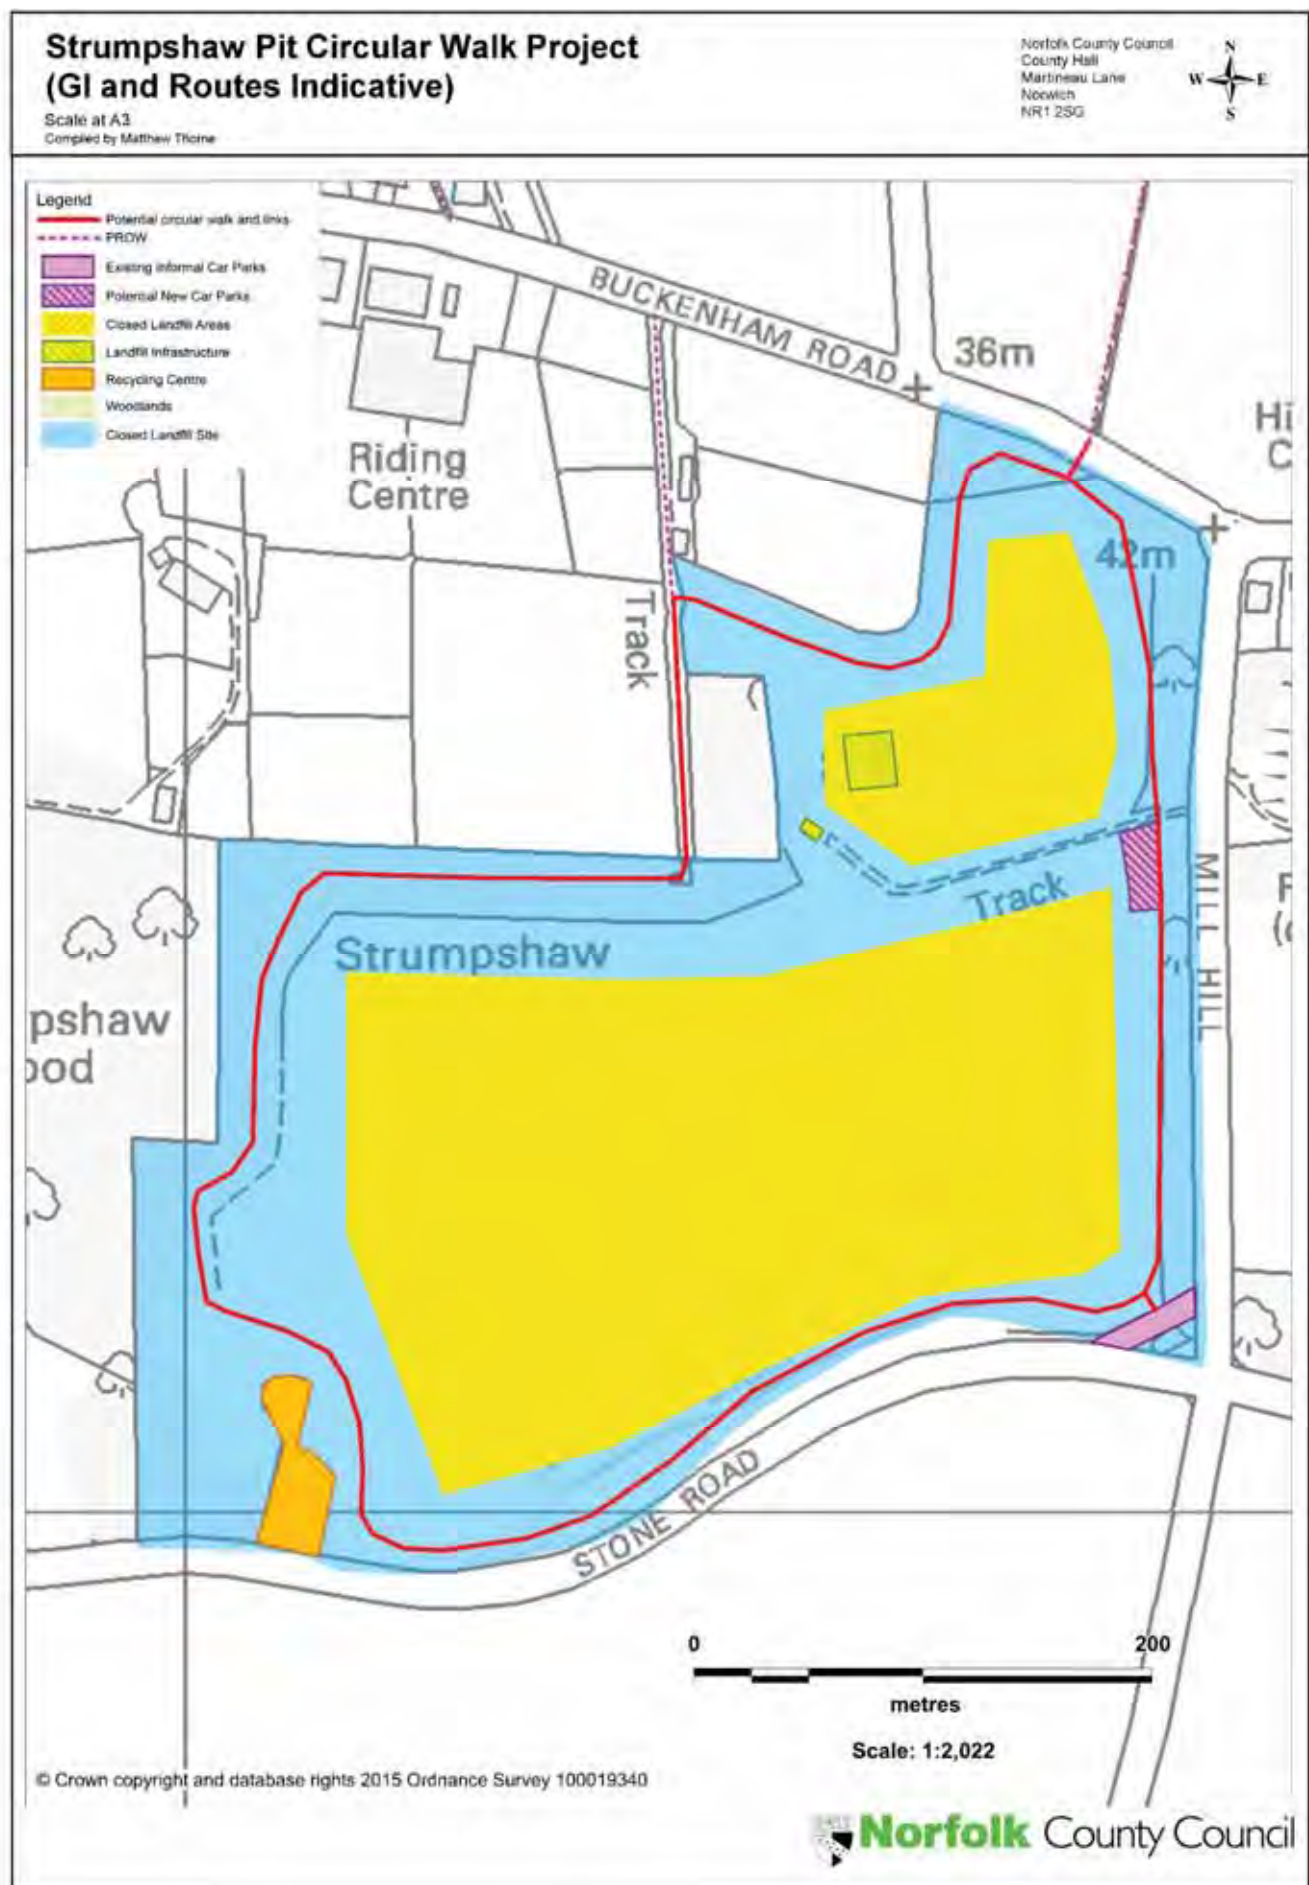 Strumpshaw Pit Circular Walk Project
(GI and Routes Indicative)
Scale at A3
Compiled by Matthew Thorne
Norfolk County Council
County Hall
Martineau Lane
Norwich
NR1 2SG
N
W E
S
Legend
Potential circular walk and links
PROW
Existing Informal Car Parks
Potential New Car Parks
Closed Landfill Areas
Landfill Infrastructure
Recycling Centre
Woodlands
Closed Landfill Site
BUCKENHAM ROAD
36m
Hi
C
Riding
Centre
42m
Track
Track
MILL HILL
F
(c
Strumpshaw
pshaw
ood
STONE ROAD
0 200
metres
Scale: 1:2,022
© Crown copyright and database rights 2015 Ordnance Survey 100019340
Norfolk County Council